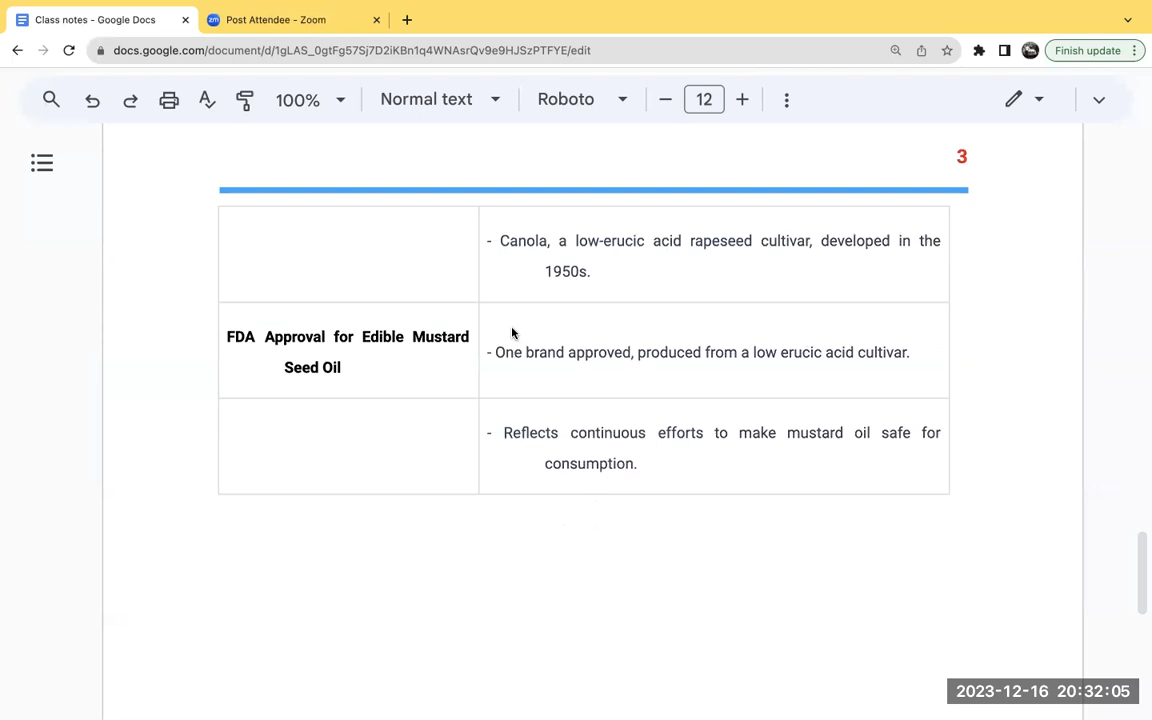 Class notes - Google Docs
zm Post Attendee - Zoom
docs.google.com/document/d/1gLAS_0gtFg57Sj7D2iKBn1q4WNAsrQv9e9HJSzPTFYE/edit
Finish update
100% Normal text Roboto 12
3
- Canola, a low-erucic acid rapeseed cultivar, developed in the
1950s.
FDA Approval for Edible Mustard
Seed Oil
- One brand approved, produced from a low erucic acid cultivar.
- Reflects continuous efforts to make mustard oil safe for
consumption.
2023-12-16 20:32:05